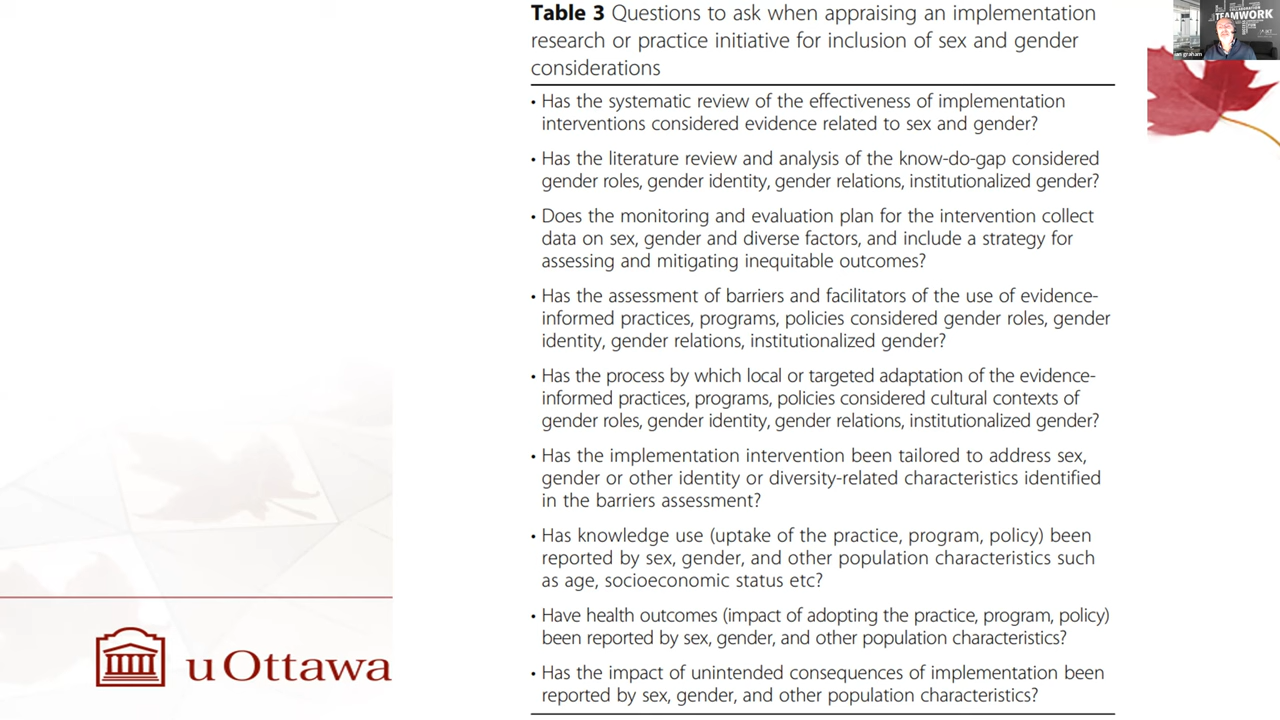 Table 3 Questions to ask when appraising an implementation
research or practice initiative for inclusion of sex and gender
considerations
• Has the systematic review of the effectiveness of implementation
interventions considered evidence related to sex and gender?
• Has the literature review and analysis of the know-do-gap considered
gender roles, gender identity, gender relations, institutionalized gender?
• Does the monitoring and evaluation plan for the intervention collect
data on sex, gender and diverse factors, and include a strategy for
assessing and mitigating inequitable outcomes?
• Has the assessment of barriers and facilitators of the use of evidence-
informed practices, programs, policies considered gender roles, gender
identity, gender relations, institutionalized gender?
• Has the process by which local or targeted adaptation of the evidence-
informed practices, programs, policies considered cultural contexts of
gender roles, gender identity, gender relations, institutionalized gender?
• Has the implementation intervention been tailored to address sex,
gender or other identity or diversity-related characteristics identified
in the barriers assessment?
• Has knowledge use (uptake of the practice, program, policy) been
reported by sex, gender, and other population characteristics such
as age, socioeconomic status etc?
• Have health outcomes (impact of adopting the practice, program, policy)
been reported by sex, gender, and other population characteristics?
• Has the impact of unintended consequences of implementation been
reported by sex, gender, and other population characteristics?
uOttawa
TEAMWORK
graham